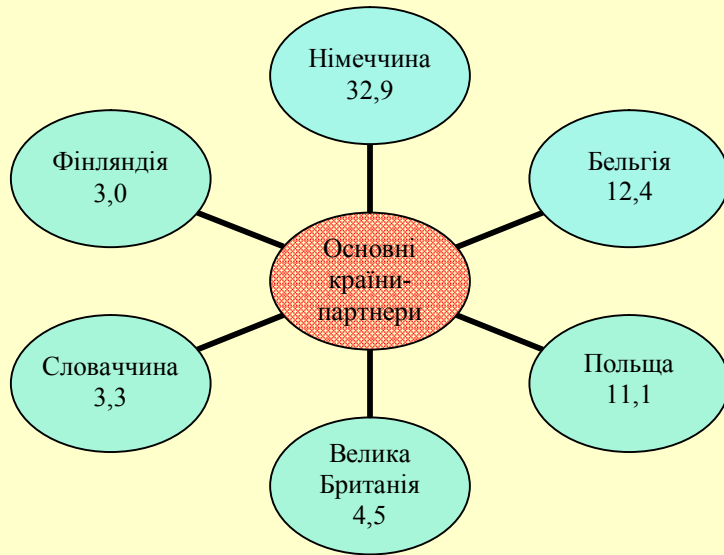 Німеччина
32,9
Бельгія
12,4
Польща
11,1
Велика
Британія
4,5
Словаччина
3,3
Фінляндія
3,0
Основні
країни-
партнери